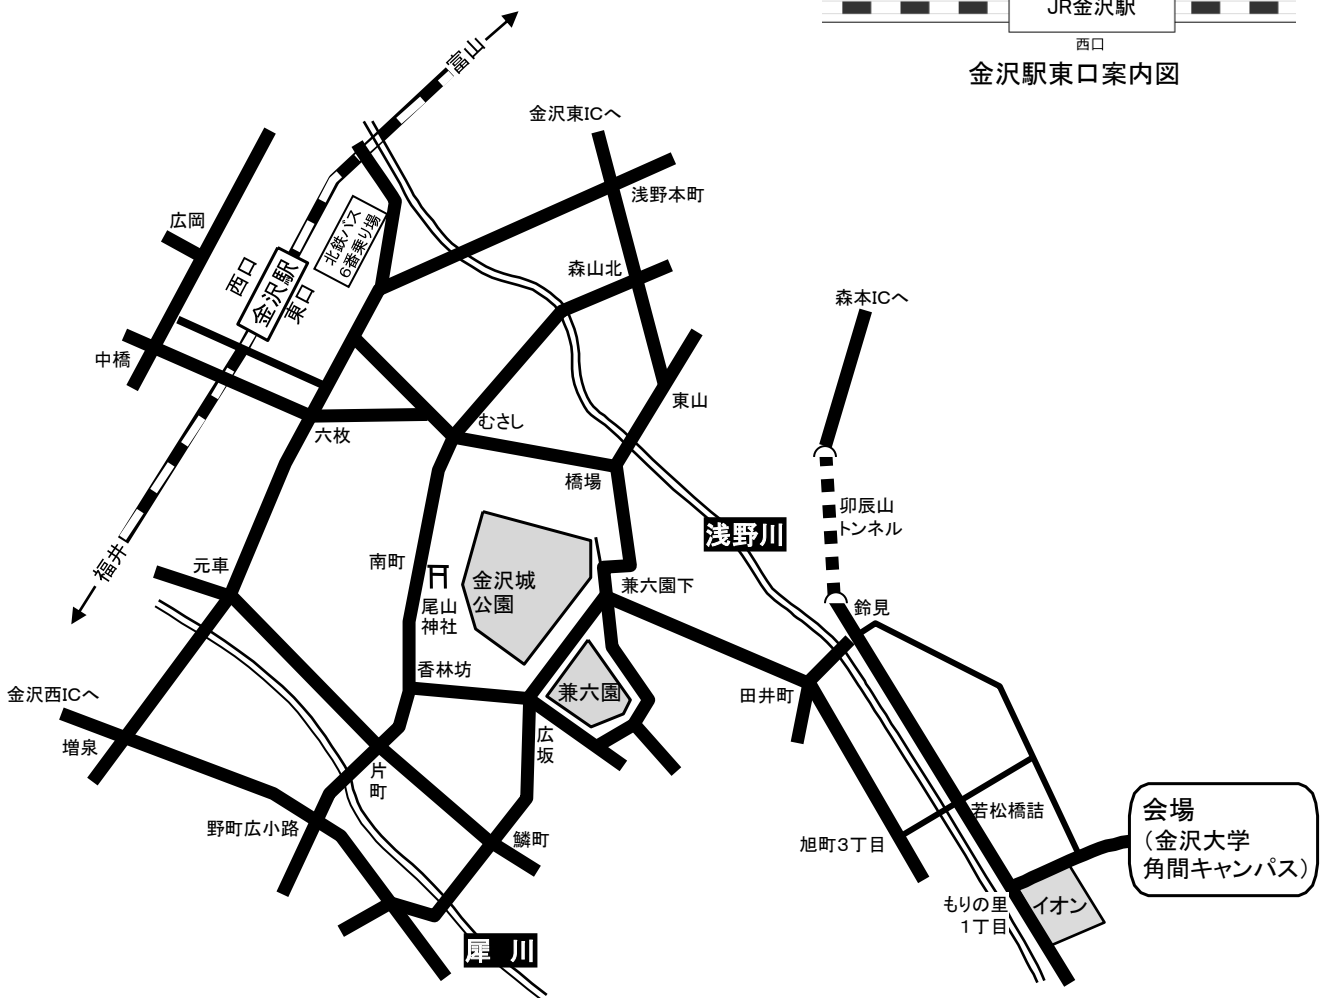 JR金沢駅
西口
金沢駅東口案内図
富山
金沢東ICへ
浅野本町
広岡
北鉄バス
6番乗り場
西口
金沢駅
東口
森山北
森本ICへ
中橋
東山
むさし
六枚
橋場
卯辰山
トンネル
浅野川
福井
元車
南町
尾山
神社
金沢城
公園
兼六園下
鈴見
香林坊
兼六園
田井町
金沢西ICへ
増泉
広
坂
片
町
野町広小路
鱗町
若松橋詰
旭町3丁目
会場
（金沢大学
角間キャンパス）
もりの里
1丁目
イオン
犀　川